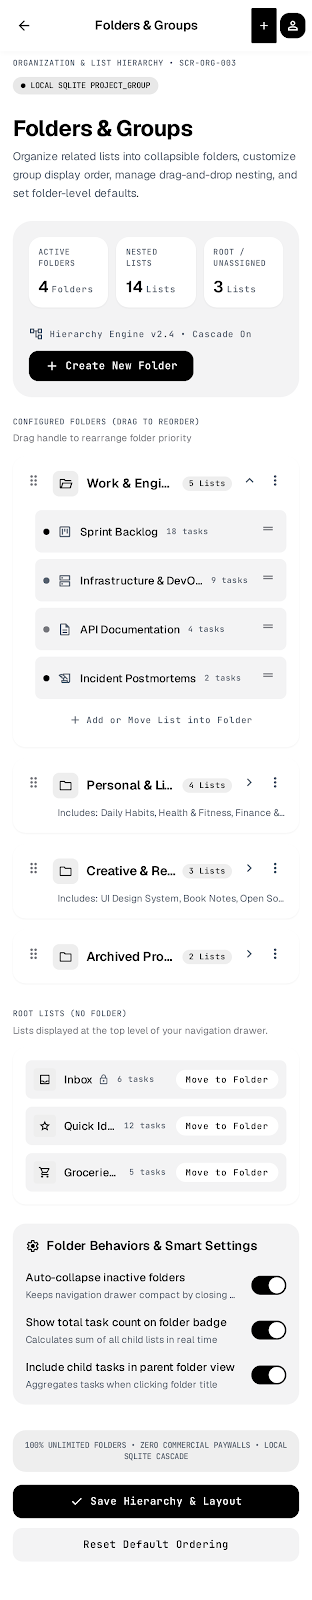 Folders & Groups
ORGANIZATION & LIST HIERARCHY • SCR-ORG-003
LOCAL SQLITE PROJECT_GROUP
Folders & Groups
Organize related lists into collapsible folders, customize
group display order, manage drag-and-drop nesting, and
set folder-level defaults.
ACTIVE
FOLDERS
4 Folders
NESTED
LISTS
14 Lists
ROOT /
UNASSIGNED
3 Lists
Hierarchy Engine v2.4 • Cascade On
+ Create New Folder
CONFIGURED FOLDERS (DRAG TO REORDER)
Drag handle to rearrange folder priority
Work & Engi... 5 Lists
Sprint Backlog 18 tasks
Infrastructure & DevO... 9 tasks
API Documentation 4 tasks
Incident Postmortems 2 tasks
+ Add or Move List into Folder
Personal & Li... 4 Lists
Includes: Daily Habits, Health & Fitness, Finance &...
Creative & Re... 3 Lists
Includes: UI Design System, Book Notes, Open So...
Archived Pro... 2 Lists
ROOT LISTS (NO FOLDER)
Lists displayed at the top level of your navigation drawer.
Inbox 6 tasks Move to Folder
Quick Id... 12 tasks Move to Folder
Grocerie... 5 tasks Move to Folder
Folder Behaviors & Smart Settings
Auto-collapse inactive folders
Keeps navigation drawer compact by closing ...
Show total task count on folder badge
Calculates sum of all child lists in real time
Include child tasks in parent folder view
Aggregates tasks when clicking folder title
100% UNLIMITED FOLDERS • ZERO COMMERCIAL PAYWALLS • LOCAL
SQLITE CASCADE
Save Hierarchy & Layout
Reset Default Ordering